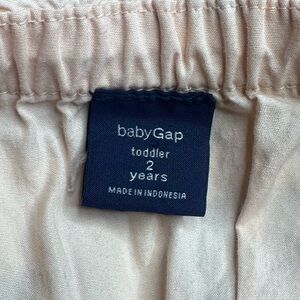 babyGap
toddler
2
years
MADE IN INDONESIA